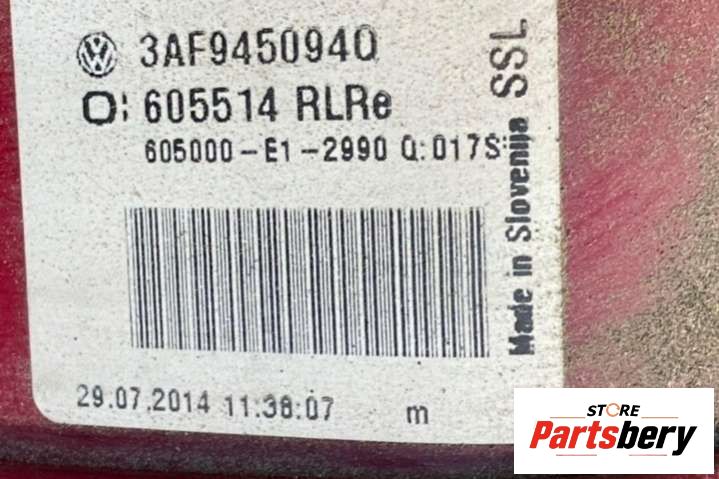 3AF945094Q
O: 605514 RLRe
605000-E1-2990 Q:017S
Made in Slovenija SSL
29.07.2014 11:38:07 m
STORE
Partsbery